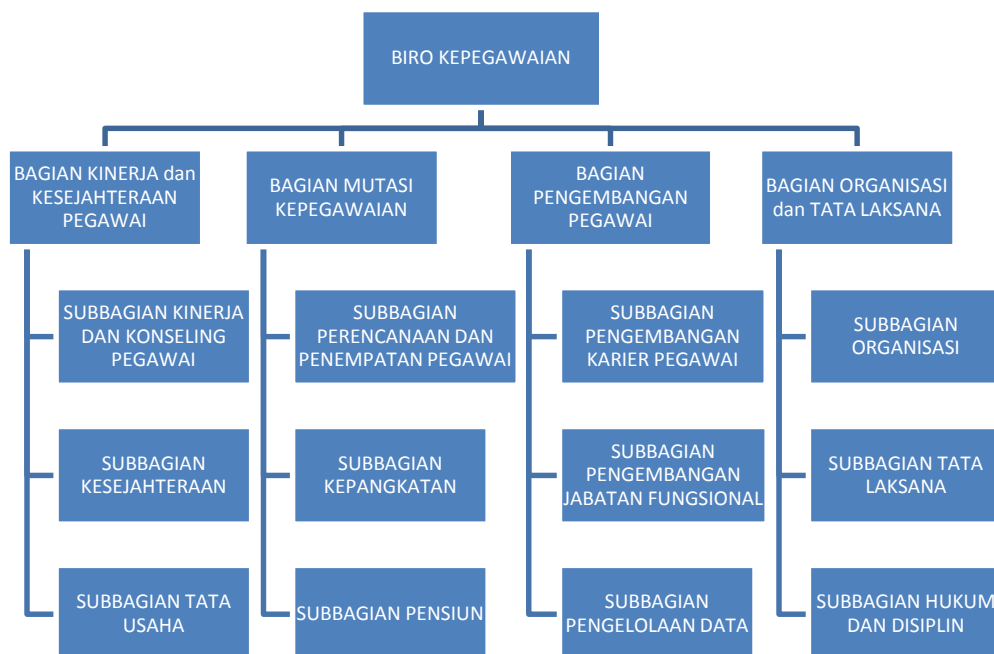 BIRO KEPEGAWAIAN
BAGIAN KINERJA dan
KESEJAHTERAAN
PEGAWAI
BAGIAN MUTASI
KEPEGAWAIAN
BAGIAN
PENGEMBANGAN
PEGAWAI
BAGIAN ORGANISASI
dan TATA LAKSANA
SUBBAGIAN KINERJA
DAN KONSELING
PEGAWAI
SUBBAGIAN
PERENCANAAN DAN
PENEMPATAN PEGAWAI
SUBBAGIAN
PENGEMBANGAN
KARIER PEGAWAI
SUBBAGIAN
ORGANISASI
SUBBAGIAN
KESEJAHTERAAN
SUBBAGIAN
KEPANGKATAN
SUBBAGIAN
PENGEMBANGAN
JABATAN FUNGSIONAL
SUBBAGIAN TATA
LAKSANA
SUBBAGIAN TATA
USAHA
SUBBAGIAN PENSIUN
SUBBAGIAN
PENGELOLAAN DATA
SUBBAGIAN HUKUM
DAN DISIPLIN